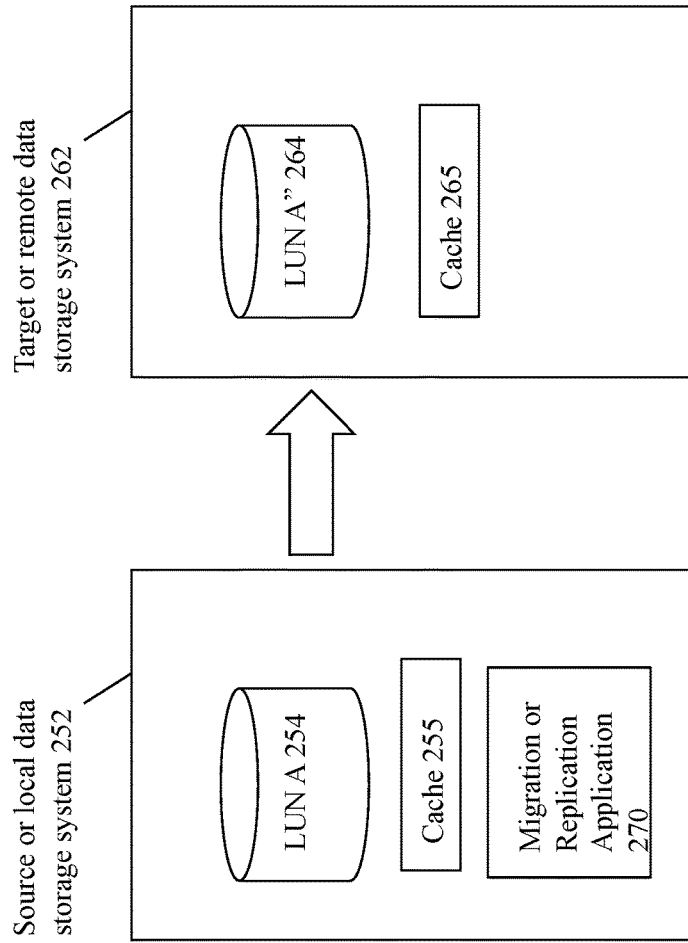 Source or local data
storage system 252
LUN A 254
Cache 255
Migration or
Replication
Application
270
Target or remote data
storage system 262
LUN A” 264
Cache 265